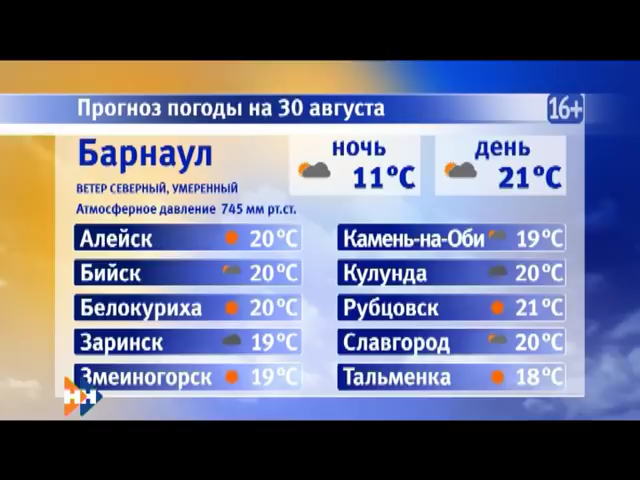 Прогноз погоды на 30 августа
16+
Барнаул
ночь
11°C
день
21°C
ВЕТЕР СЕВЕРНЫЙ, УМЕРЕННЫЙ
Атмосферное давление 745 мм рт.ст.
Алейск 20°C
Бийск 20°C
Белокуриха 20°C
Заринск 19°C
Змеиногорск 19°C
Камень-на-Оби 19°C
Кулунда 20°C
Рубцовск 21°C
Славгород 20°C
Тальменка 18°C
НН